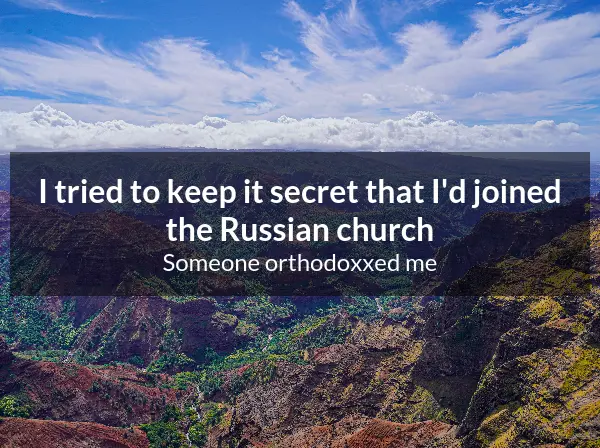 I tried to keep it secret that I'd joined
the Russian church
Someone orthodoxxed me